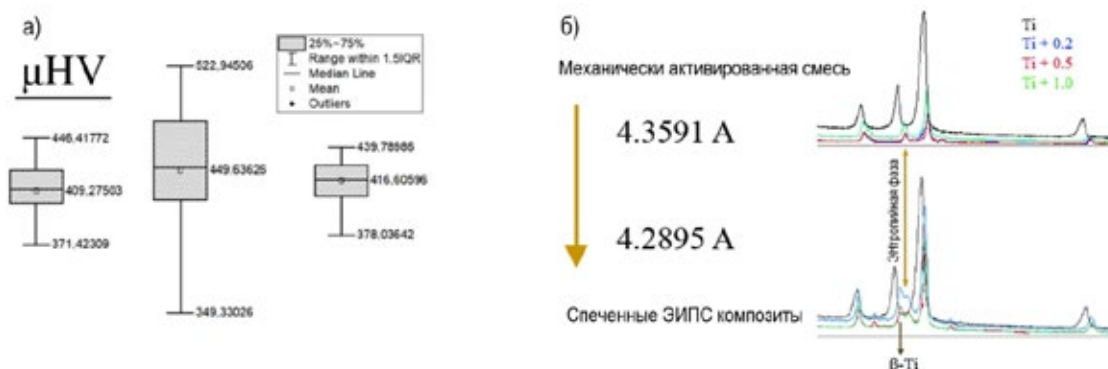 а)
μHV
25%~75%
Range within 1.5IQR
Median Line
Mean
Outliers
446,41772
409,27503
371,42309
522,94506
449,63625
349,33026
439,78986
416,60596
378,03642
б)
Механически активированная смесь
4.3591 A
4.2895 A
Спеченные ЭИПС композиты
Ti
Ti + 0.2
Ti + 0.5
Ti + 1.0
Энтропийная фаза
β-Ti